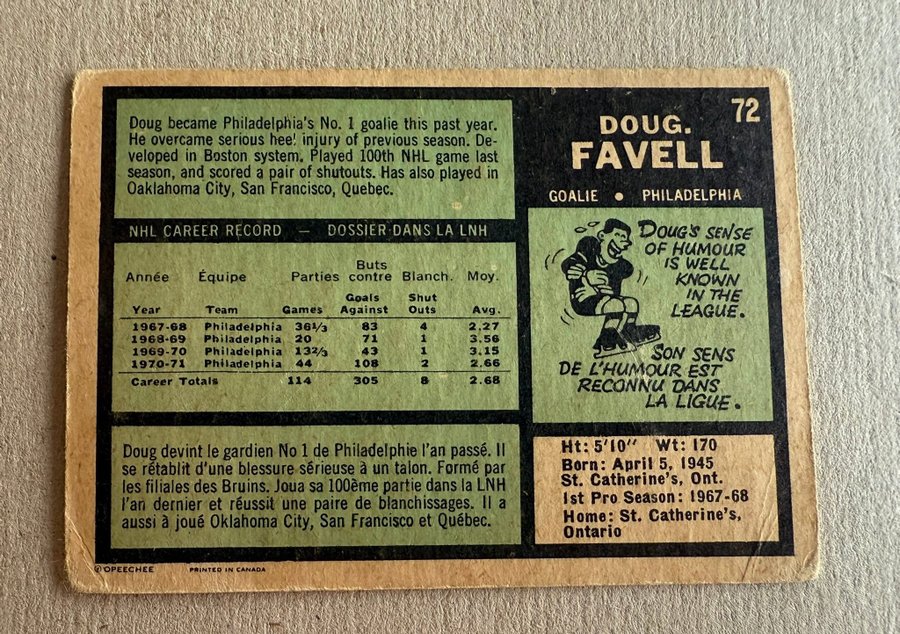 72
DOUG.
FAVELL
GOALIE • PHILADELPHIA
Doug became Philadelphia's No. 1 goalie this past year.
He overcame serious heel injury of previous season. De-
veloped in Boston system. Played 100th NHL game last
season, and scored a pair of shutouts. Has also played in
Oaklahoma City, San Francisco, Quebec.
NHL CAREER RECORD — DOSSIER DANS LA LNH
Buts
Année Équipe Parties contre Blanch. Moy.
Goals Shut
Year Team Games Against Outs Avg.
1967-68 Philadelphia 36 1/3 83 4 2.27
1968-69 Philadelphia 20 71 1 3.56
1969-70 Philadelphia 13 2/3 43 1 3.15
1970-71 Philadelphia 44 108 2 2.66
Career Totals 114 305 8 2.68
Doug devint le gardien No 1 de Philadelphie l'an passé. Il
se rétablit d'une blessure sérieuse à un talon. Formé par
les filiales des Bruins. Joua sa 100ème partie dans la LNH
l'an dernier et réussit une paire de blanchissages. Il a
aussi à joué Oklahoma City, San Francisco et Québec.
DOUG'S SENSE
OF HUMOUR
IS WELL
KNOWN
IN THE
LEAGUE.
SON SENS
DE L'HUMOUR EST
RECONNU DANS
LA LIGUE.
Ht: 5'10" Wt: 170
Born: April 5, 1945
St. Catherine's, Ont.
1st Pro Season: 1967-68
Home: St. Catherine's,
Ontario
© OPEECHEE PRINTED IN CANADA